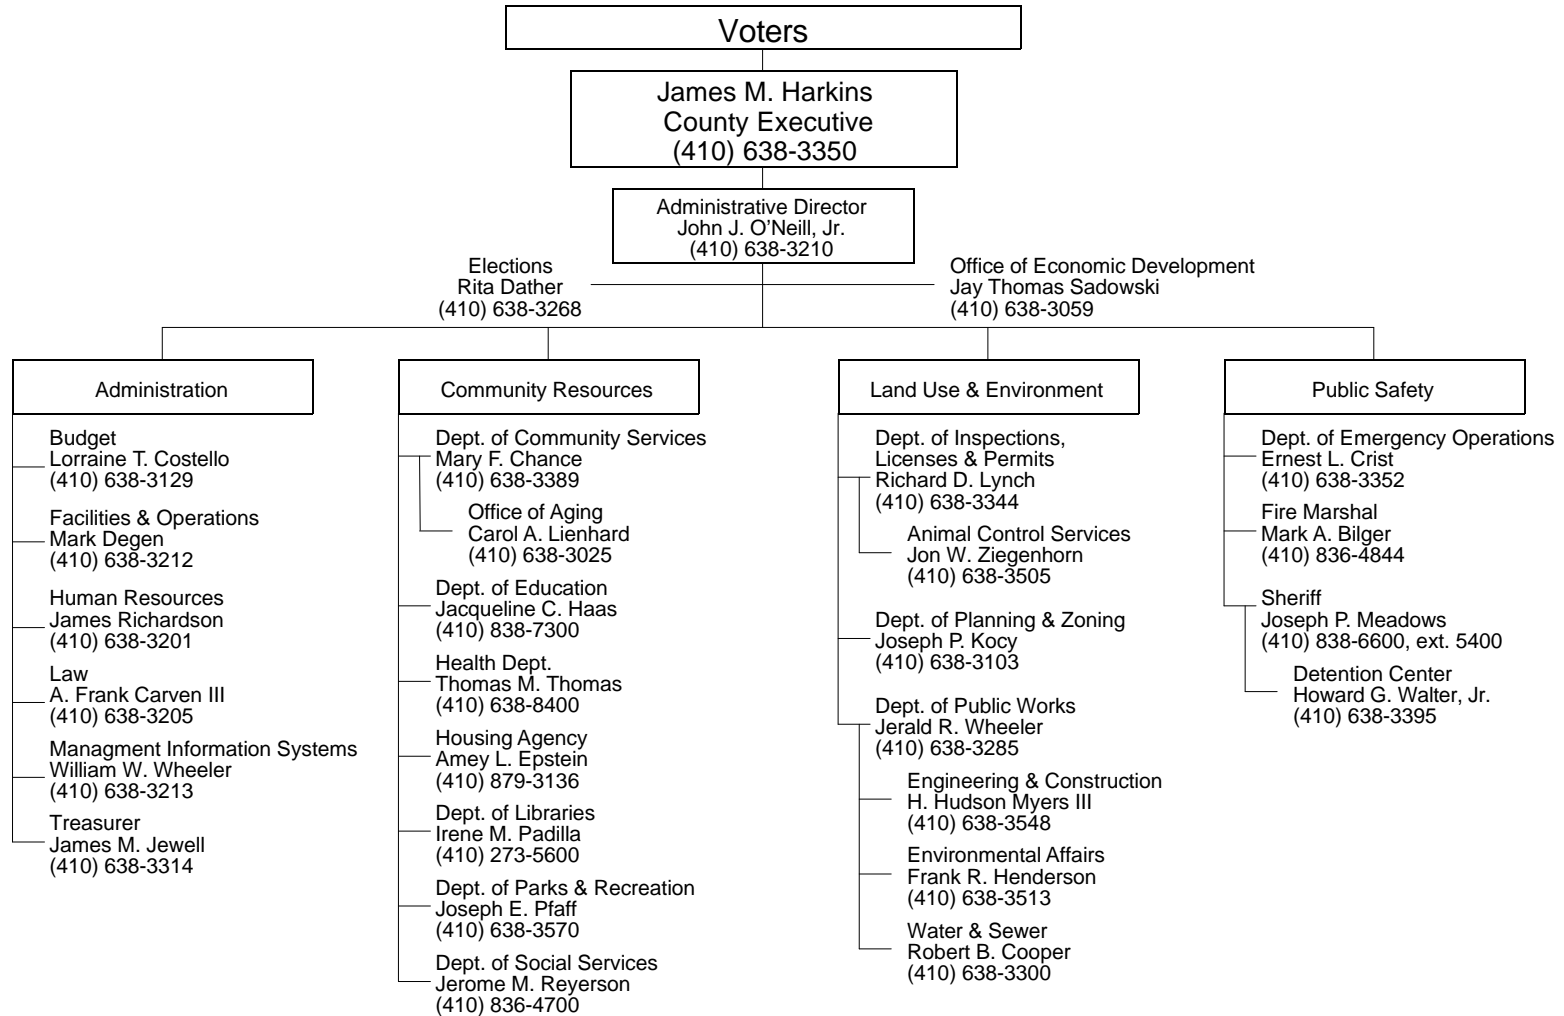 Voters
James M. Harkins
County Executive
(410) 638-3350
Administrative Director
John J. O'Neill, Jr.
(410) 638-3210
Elections
Rita Dather
(410) 638-3268
Office of Economic Development
Jay Thomas Sadowski
(410) 638-3059
Administration
Budget
Lorraine T. Costello
(410) 638-3129
Facilities & Operations
Mark Degen
(410) 638-3212
Human Resources
James Richardson
(410) 638-3201
Law
A. Frank Carven III
(410) 638-3205
Managment Information Systems
William W. Wheeler
(410) 638-3213
Treasurer
James M. Jewell
(410) 638-3314
Community Resources
Dept. of Community Services
Mary F. Chance
(410) 638-3389
Office of Aging
Carol A. Lienhard
(410) 638-3025
Dept. of Education
Jacqueline C. Haas
(410) 838-7300
Health Dept.
Thomas M. Thomas
(410) 638-8400
Housing Agency
Amey L. Epstein
(410) 879-3136
Dept. of Libraries
Irene M. Padilla
(410) 273-5600
Dept. of Parks & Recreation
Joseph E. Pfaff
(410) 638-3570
Dept. of Social Services
Jerome M. Reyerson
(410) 836-4700
Land Use & Environment
Dept. of Inspections,
Licenses & Permits
Richard D. Lynch
(410) 638-3344
Animal Control Services
Jon W. Ziegenhorn
(410) 638-3505
Dept. of Planning & Zoning
Joseph P. Kocy
(410) 638-3103
Dept. of Public Works
Jerald R. Wheeler
(410) 638-3285
Engineering & Construction
H. Hudson Myers III
(410) 638-3548
Environmental Affairs
Frank R. Henderson
(410) 638-3513
Water & Sewer
Robert B. Cooper
(410) 638-3300
Public Safety
Dept. of Emergency Operations
Ernest L. Crist
(410) 638-3352
Fire Marshal
Mark A. Bilger
(410) 836-4844
Sheriff
Joseph P. Meadows
(410) 838-6600, ext. 5400
Detention Center
Howard G. Walter, Jr.
(410) 638-3395